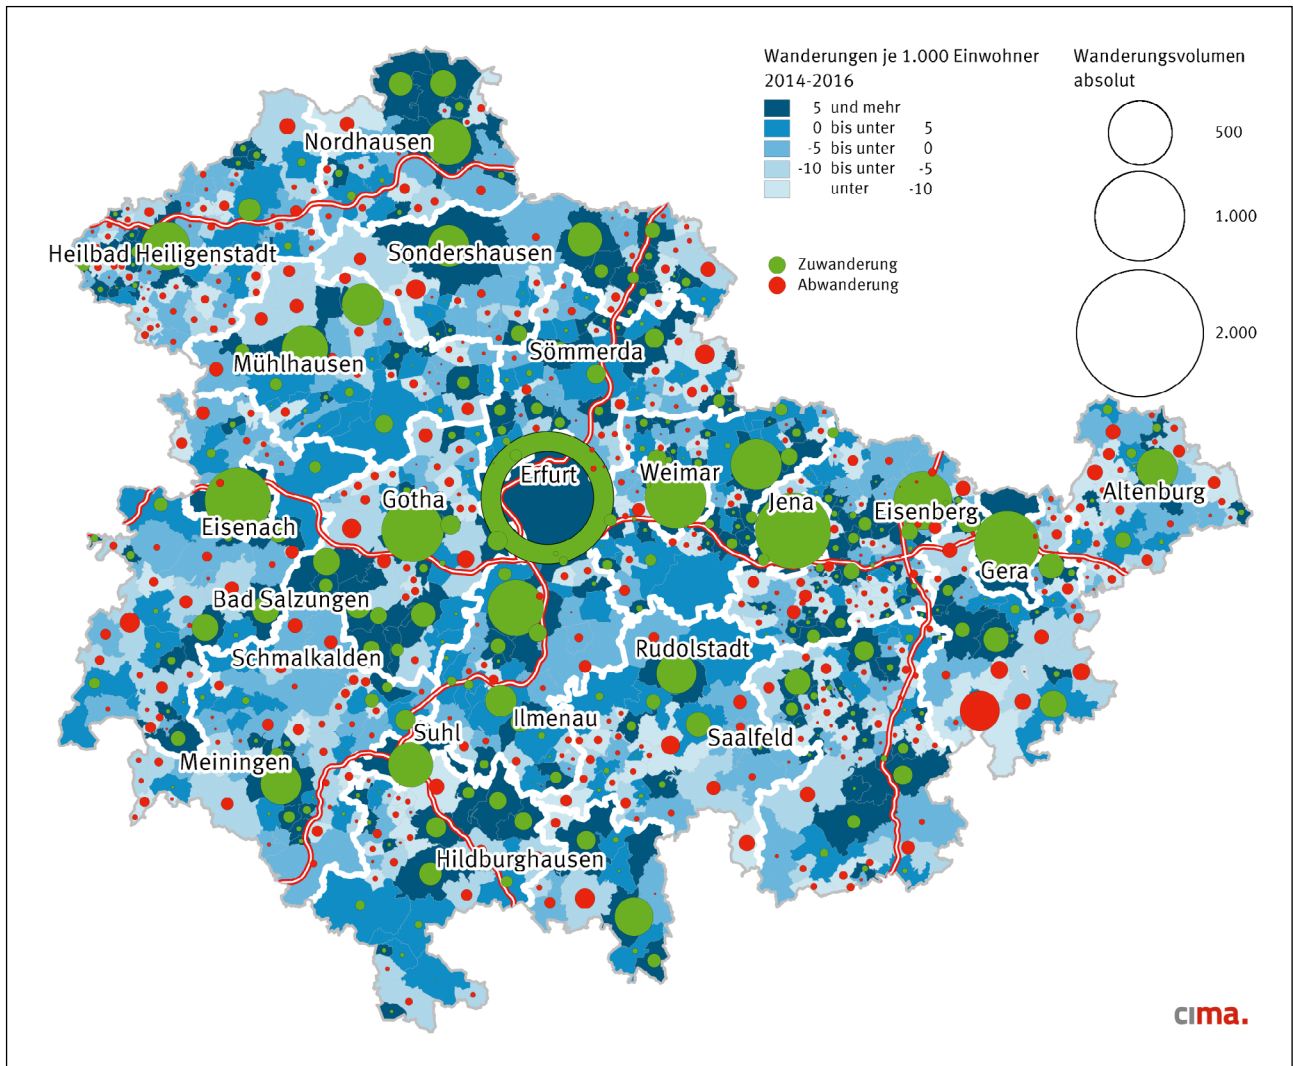 Wanderungen je 1.000 Einwohner
2014-2016
5 und mehr
0 bis unter 5
-5 bis unter 0
-10 bis unter -5
unter -10
Zuwanderung
Abwanderung
Wanderungsvolumen
absolut
500
1.000
2.000
Nordhausen
Heilbad Heiligenstadt
Sondershausen
Sömmerda
Mühlhausen
Erfurt
Weimar
Jena
Eisenberg
Altenburg
Gotha
Eisenach
Gera
Bad Salzungen
Schmalkalden
Rudolstadt
Ilmenau
Suhl
Saalfeld
Meiningen
Hildburghausen
cima.